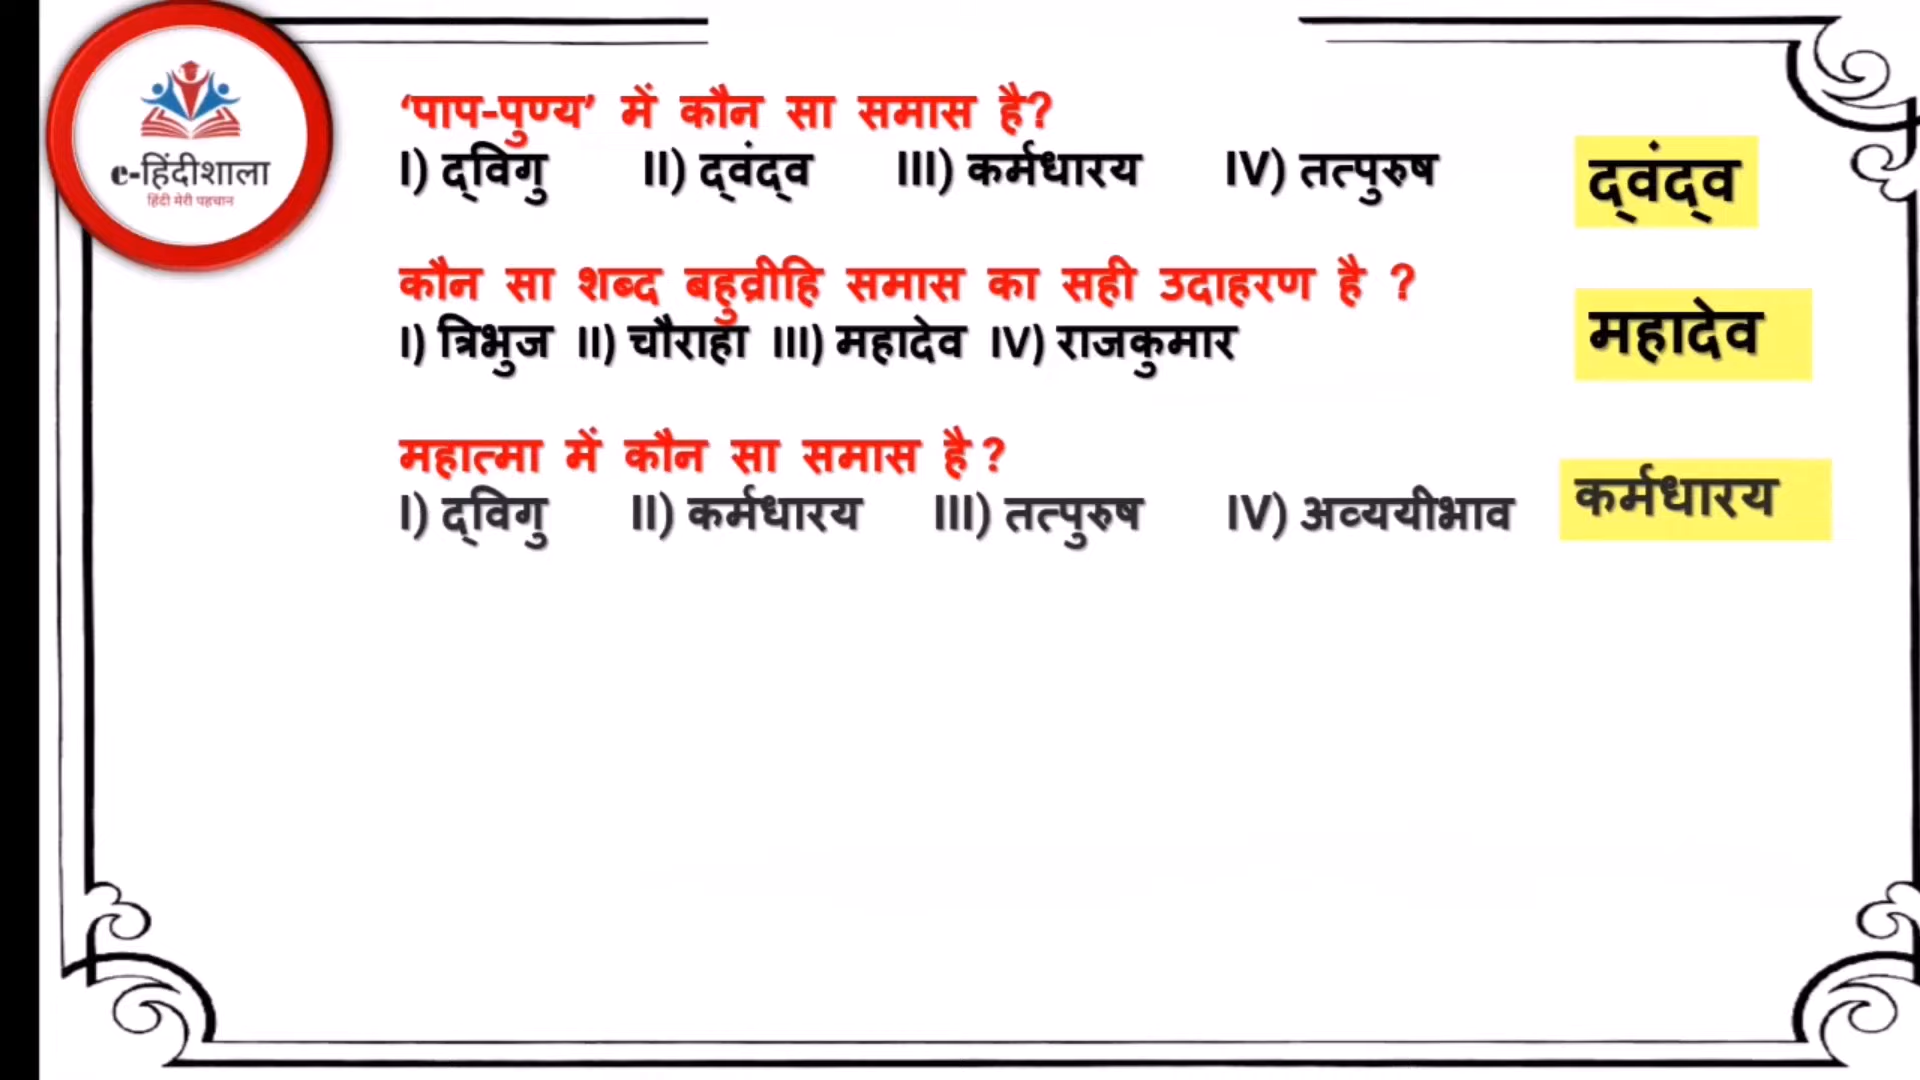 e-हिंदीशाला
हिंदी मेरी पहचान
‘पाप-पुण्य’ में कौन सा समास है?
I) द्विगु II) द्वंद्व III) कर्मधारय IV) तत्पुरुष
द्वंद्व
कौन सा शब्द बहुव्रीहि समास का सही उदाहरण है ?
I) त्रिभुज II) चौराहा III) महादेव IV) राजकुमार
महादेव
महात्मा में कौन सा समास है ?
I) द्विगु II) कर्मधारय III) तत्पुरुष IV) अव्ययीभाव
कर्मधारय